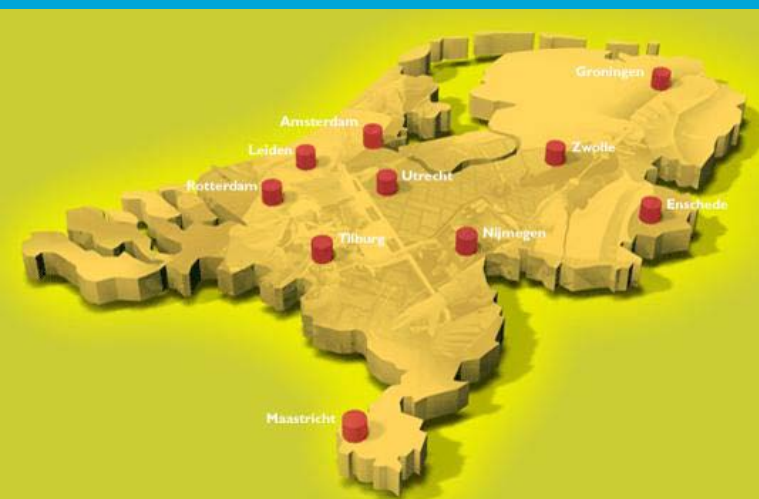 Groningen
Amsterdam
Leiden
Zwolle
Utrecht
Rotterdam
Enschede
Nijmegen
Tilburg
Maastricht